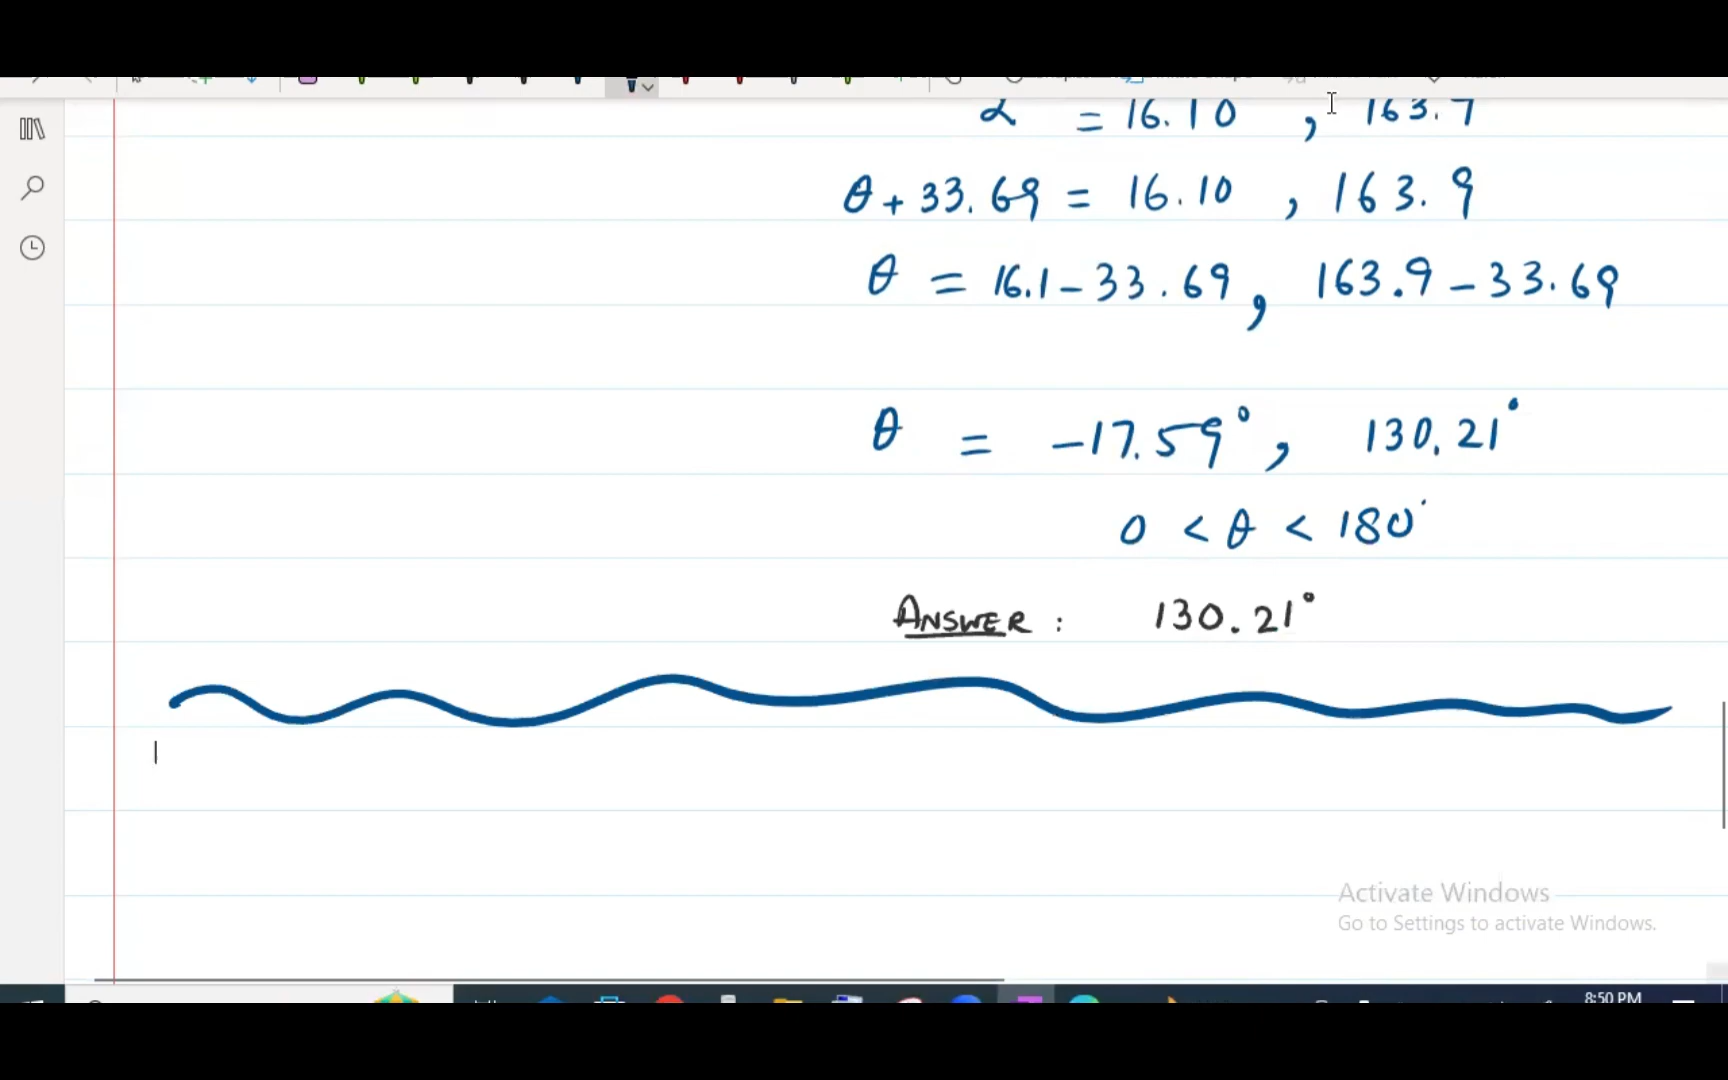 α = 16.10 , 163.9
θ + 33.69 = 16.10 , 163.9
θ = 16.1 - 33.69 , 163.9 - 33.69
θ = -17.59° , 130.21°
0 < θ < 180°
ANSWER : 130.21°
Activate Windows
Go to Settings to activate Windows.
8:50 PM